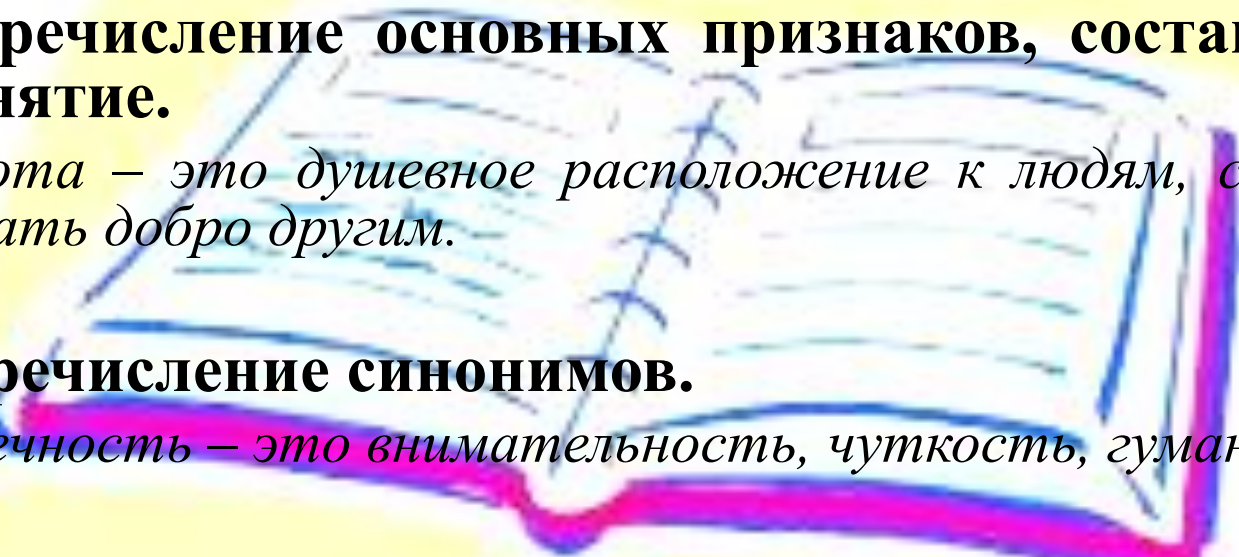 речисление основных признаков, состав
нятие.
ота – это душевное расположение к людям, с
ать добро другим.
речисление синонимов.
ечность – это внимательность, чуткость, гуман